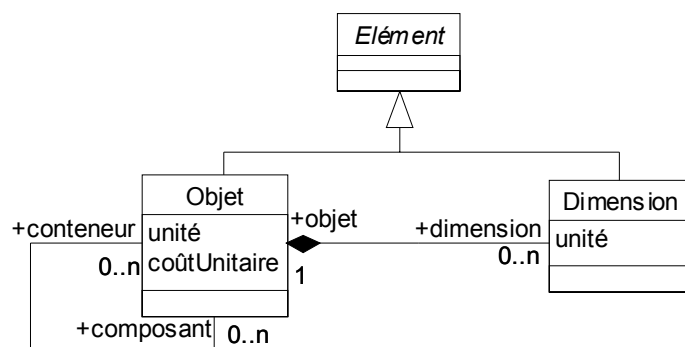 Elément
Objet
Dimension
+conteneur
unité
+objet
+dimension
unité
0..n
coûtUnitaire
1
0..n
+composant
0..n